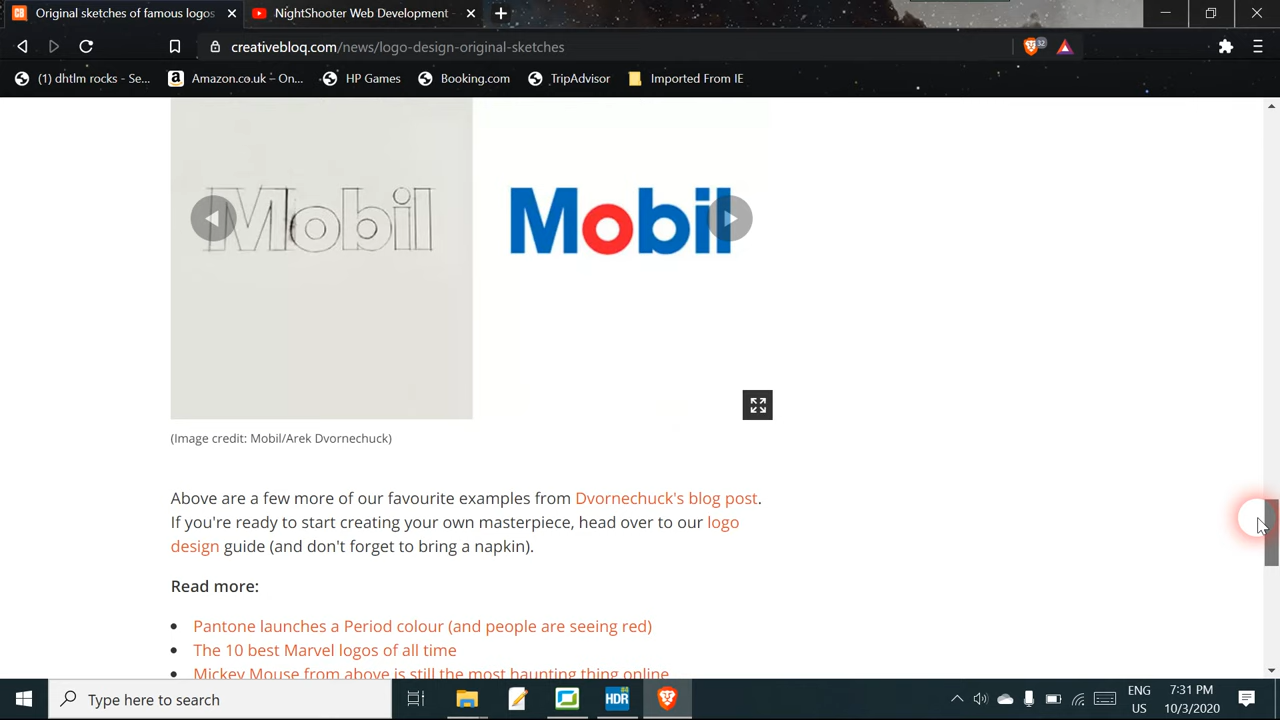 Original sketches of famous logos
NightShooter Web Development
creativebloq.com/news/logo-design-original-sketches
32
(1) dhtlm rocks - Se...
Amazon.co.uk – On...
HP Games
Booking.com
TripAdvisor
Imported From IE
Mobil
Mobil
(Image credit: Mobil/Arek Dvornechuck)
Above are a few more of our favourite examples from Dvornechuck's blog post.
If you're ready to start creating your own masterpiece, head over to our logo
design guide (and don't forget to bring a napkin).
Read more:
Pantone launches a Period colour (and people are seeing red)
The 10 best Marvel logos of all time
Mickey Mouse from above is still the most haunting thing online
Type here to search
HDR
ENG
US
7:31 PM
10/3/2020